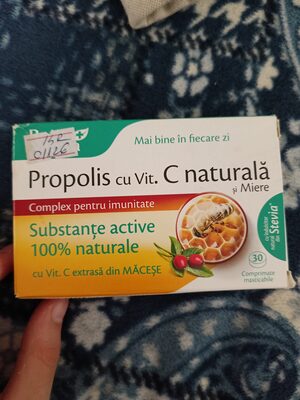 Mai bine în fiecare zi
Propolis cu Vit. C naturală
și Miere
Complex pentru imunitate
Substanțe active
100% naturale
cu Vit. C extrasă din MĂCEȘE
Stevia
30
Comprimate
masticabile